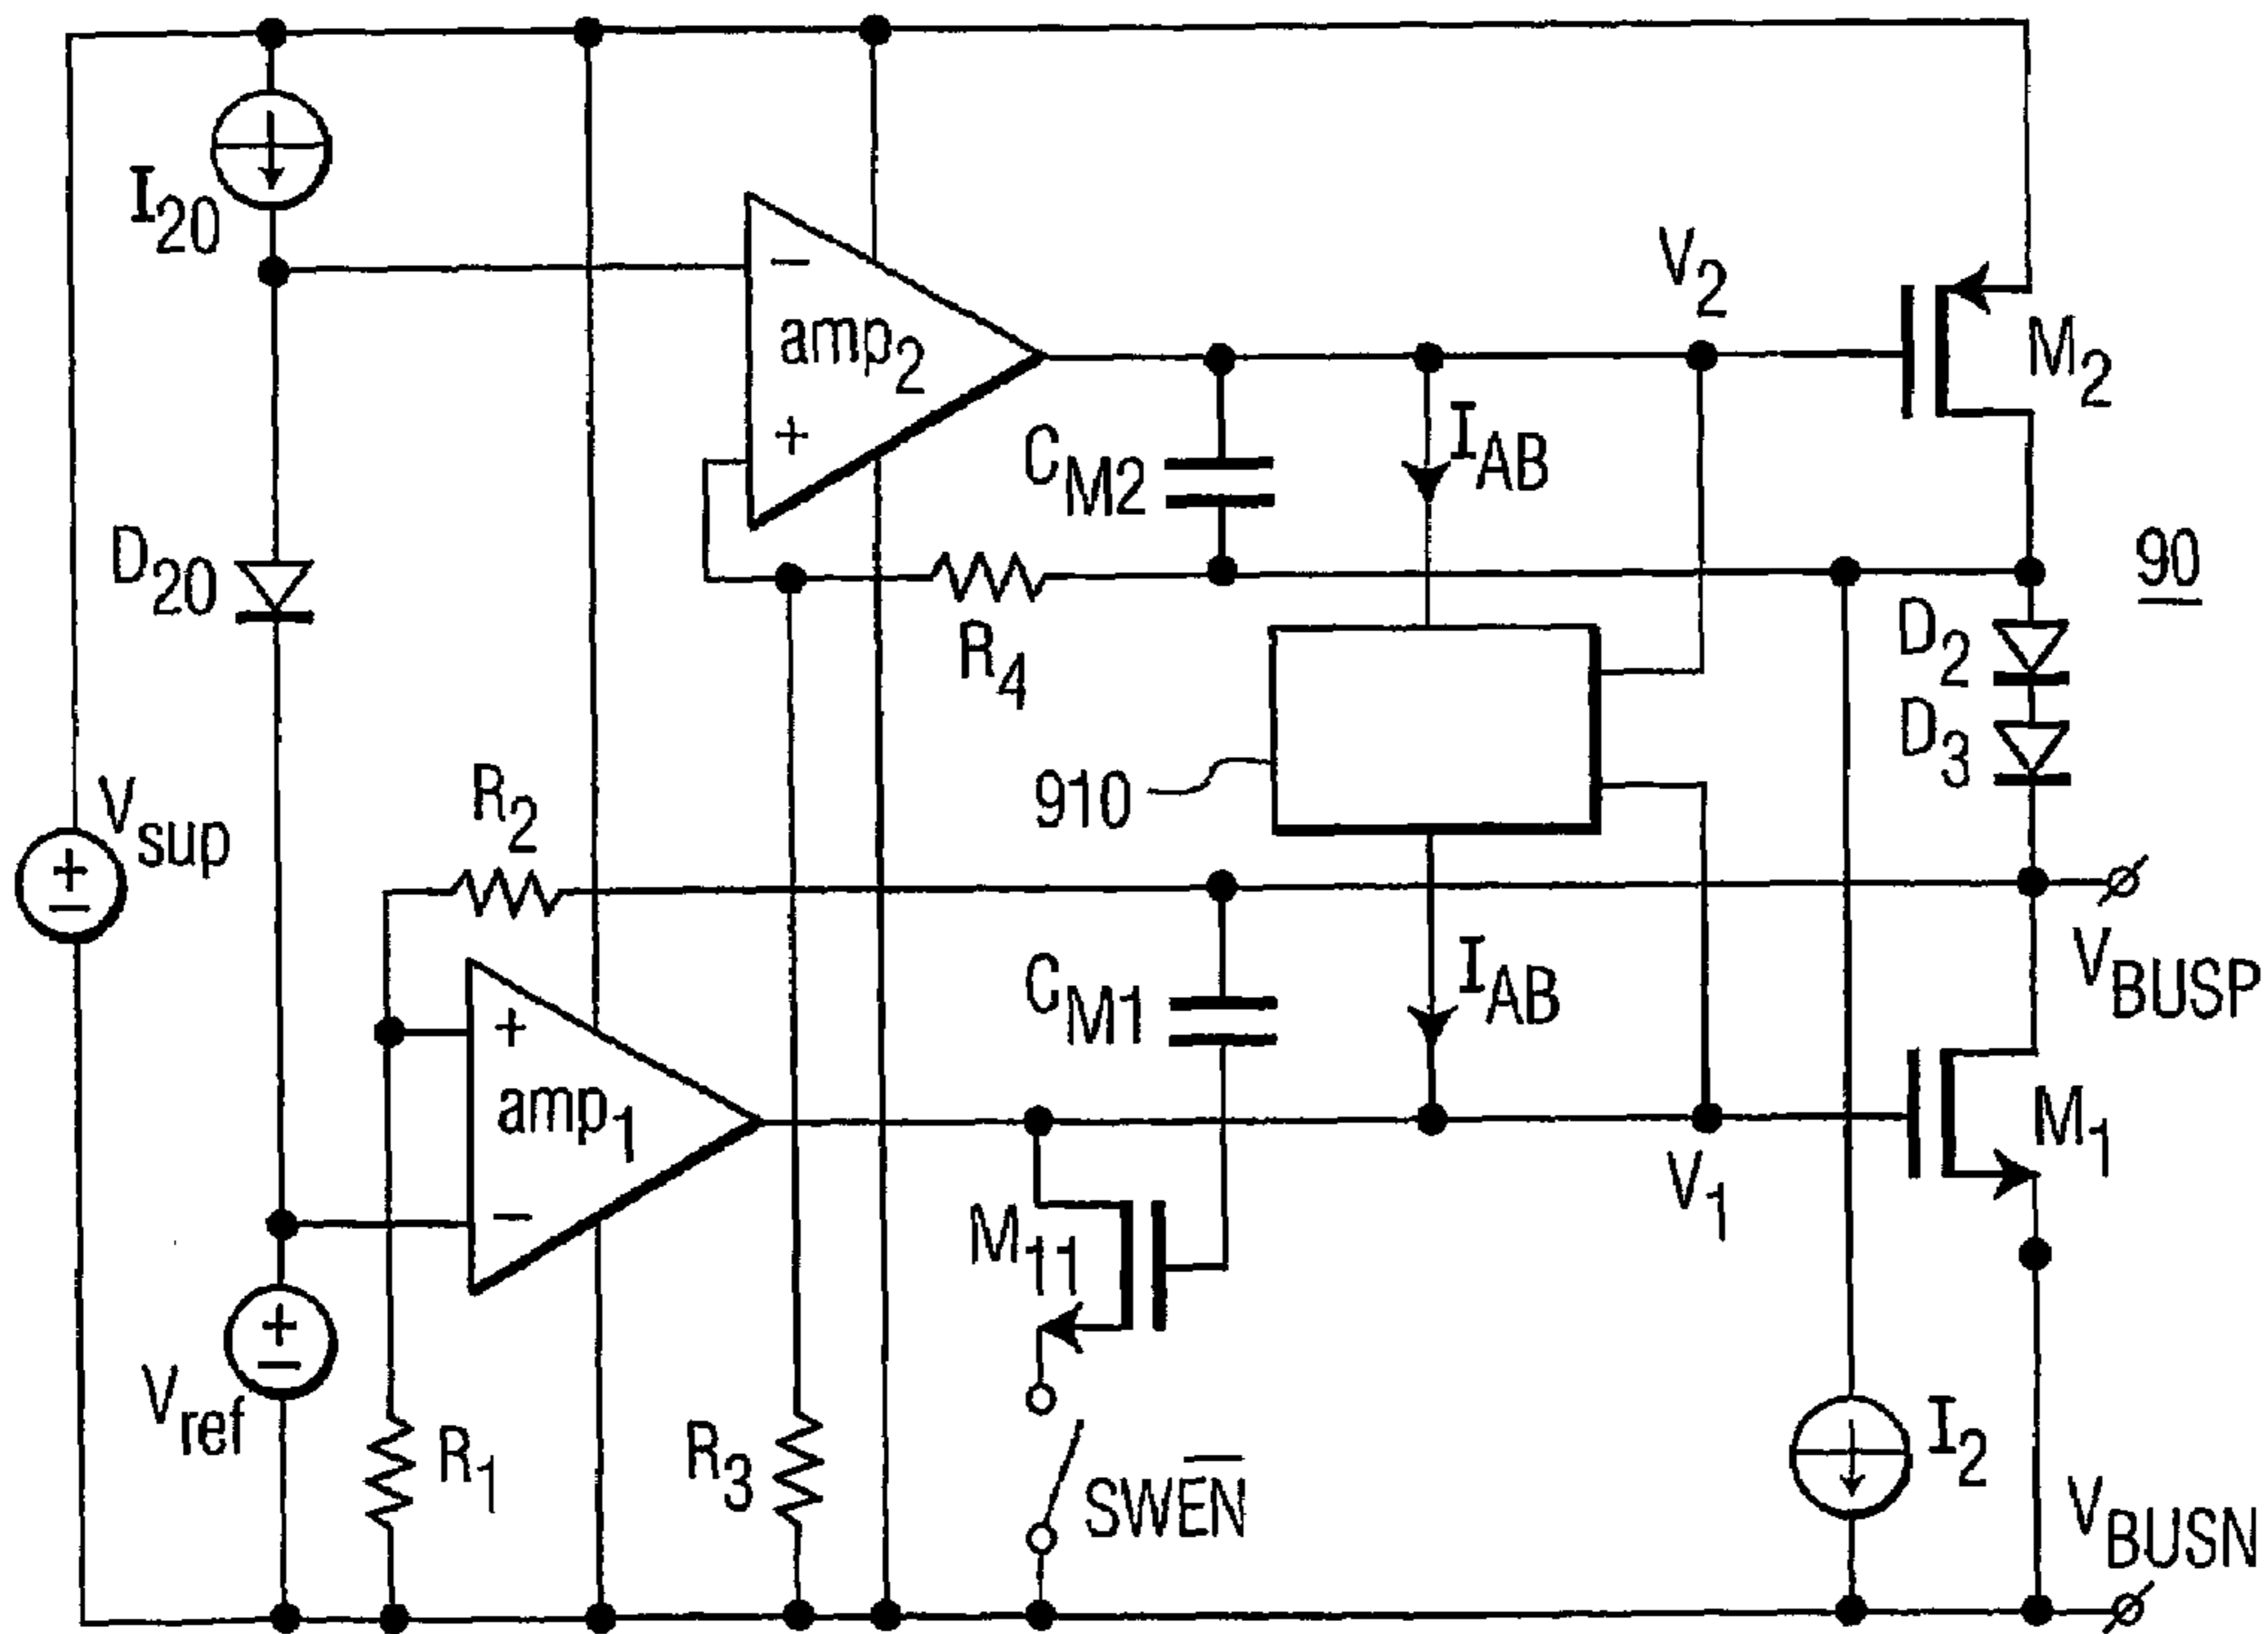 I20
amp2
−
+
V2
M2
CM2
IAB
90
D20
R4
D2
D3
910
Vsup
+
−
R2
VBUSP
CM1
IAB
+
amp1
−
M1
V1
M11
Vref
+
−
R1
R3
SWE̅N̅
I2
VBUSN